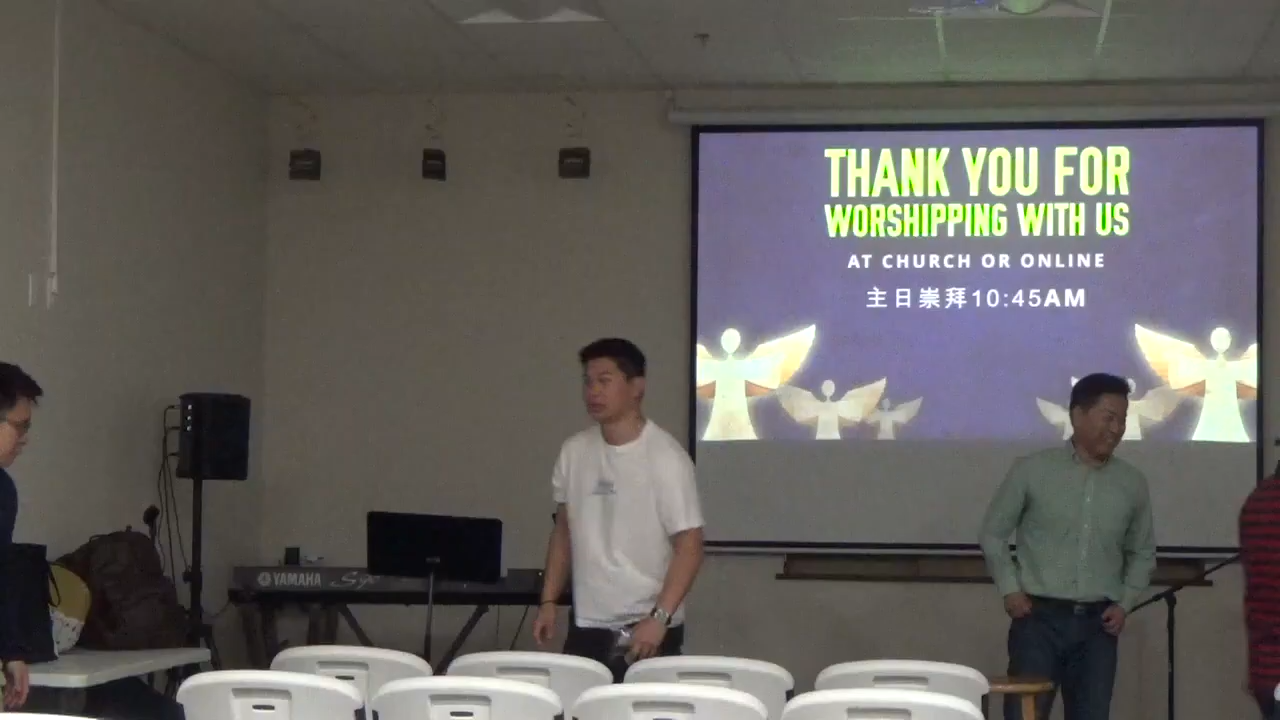 THANK YOU FOR
WORSHIPPING WITH US
AT CHURCH OR ONLINE
主日崇拜10:45AM
YAMAHA